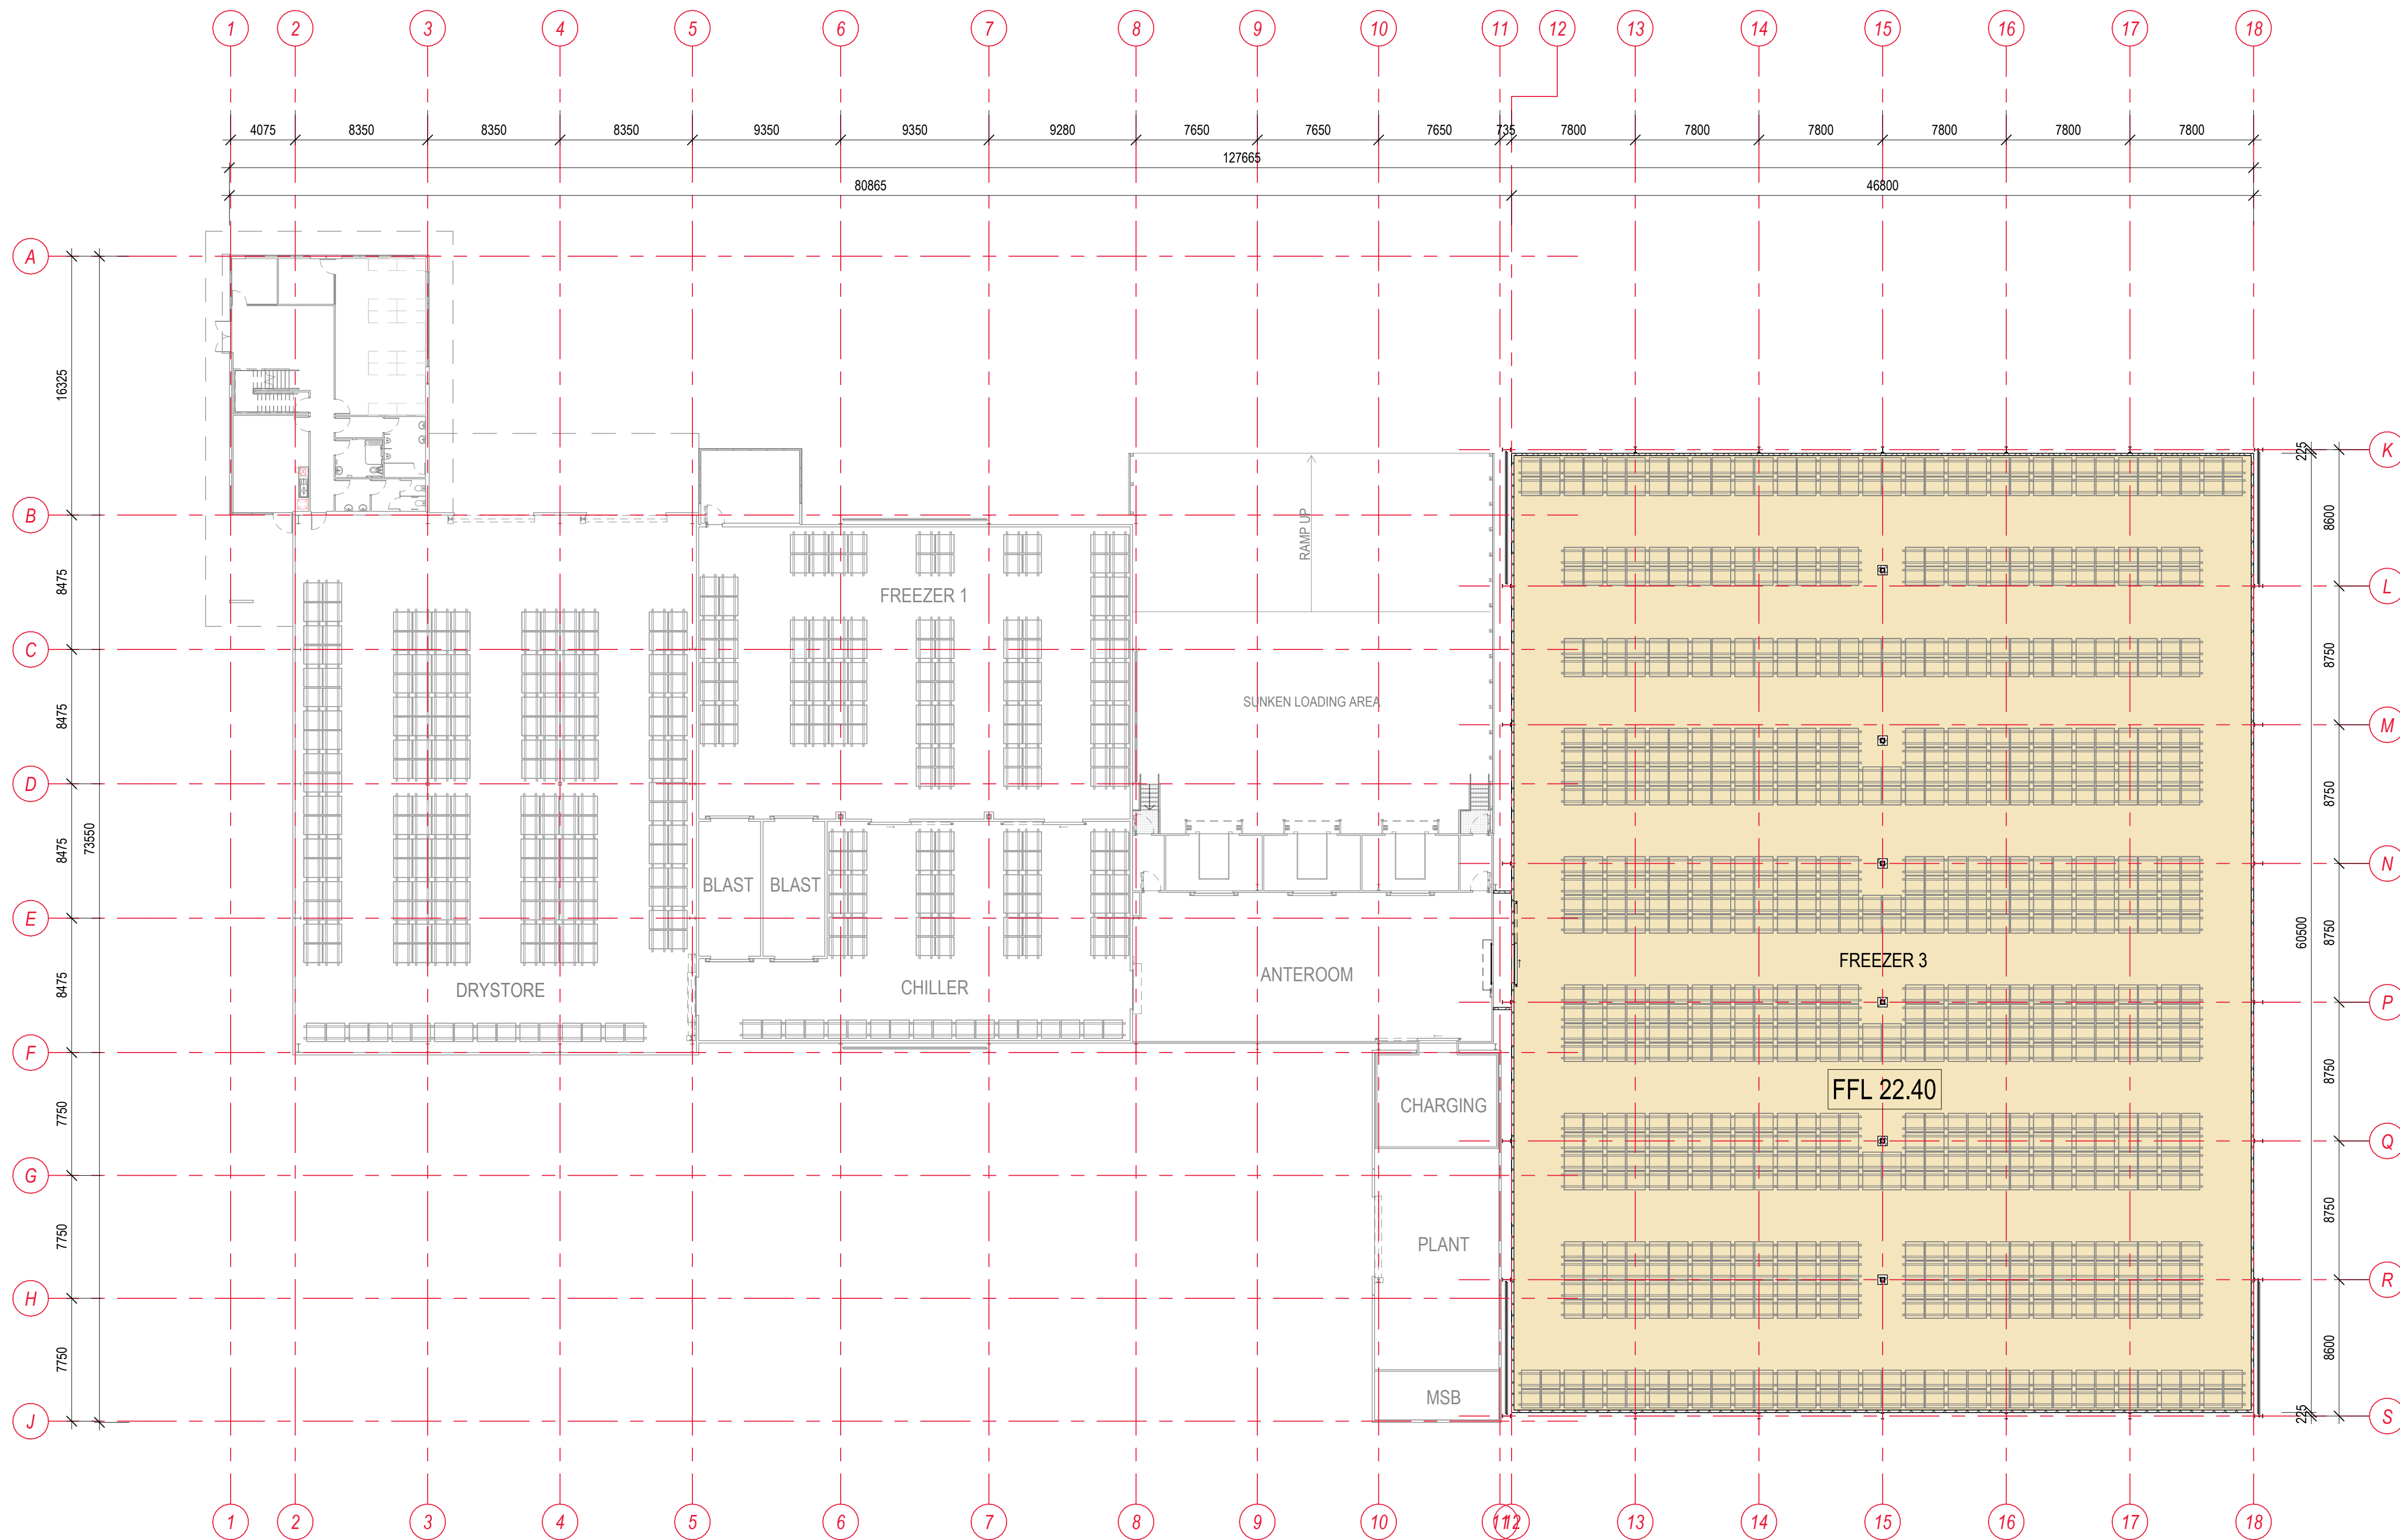 1 2 3 4 5 6 7 8 9 10 11 12 13 14 15 16 17 18
4075 8350 8350 8350 9350 9350 9280 7650 7650 7650 735 7800 7800 7800 7800 7800 7800
127665
80865 46800
A
K
225
16325
B
8600
RAMP UP
L
8475
FREEZER 1
C
8750
SUNKEN LOADING AREA
M
8475
D
8750
73550
8475
N
BLAST BLAST
E
60500
8750
FREEZER 3
ANTEROOM
CHILLER
DRYSTORE
8475
P
F
8750
FFL 22.40
CHARGING
7750
Q
G
8750
PLANT
7750
R
H
8600
7750
MSB
225
S
J
1 2 3 4 5 6 7 8 9 10 11 12 13 14 15 16 17 18